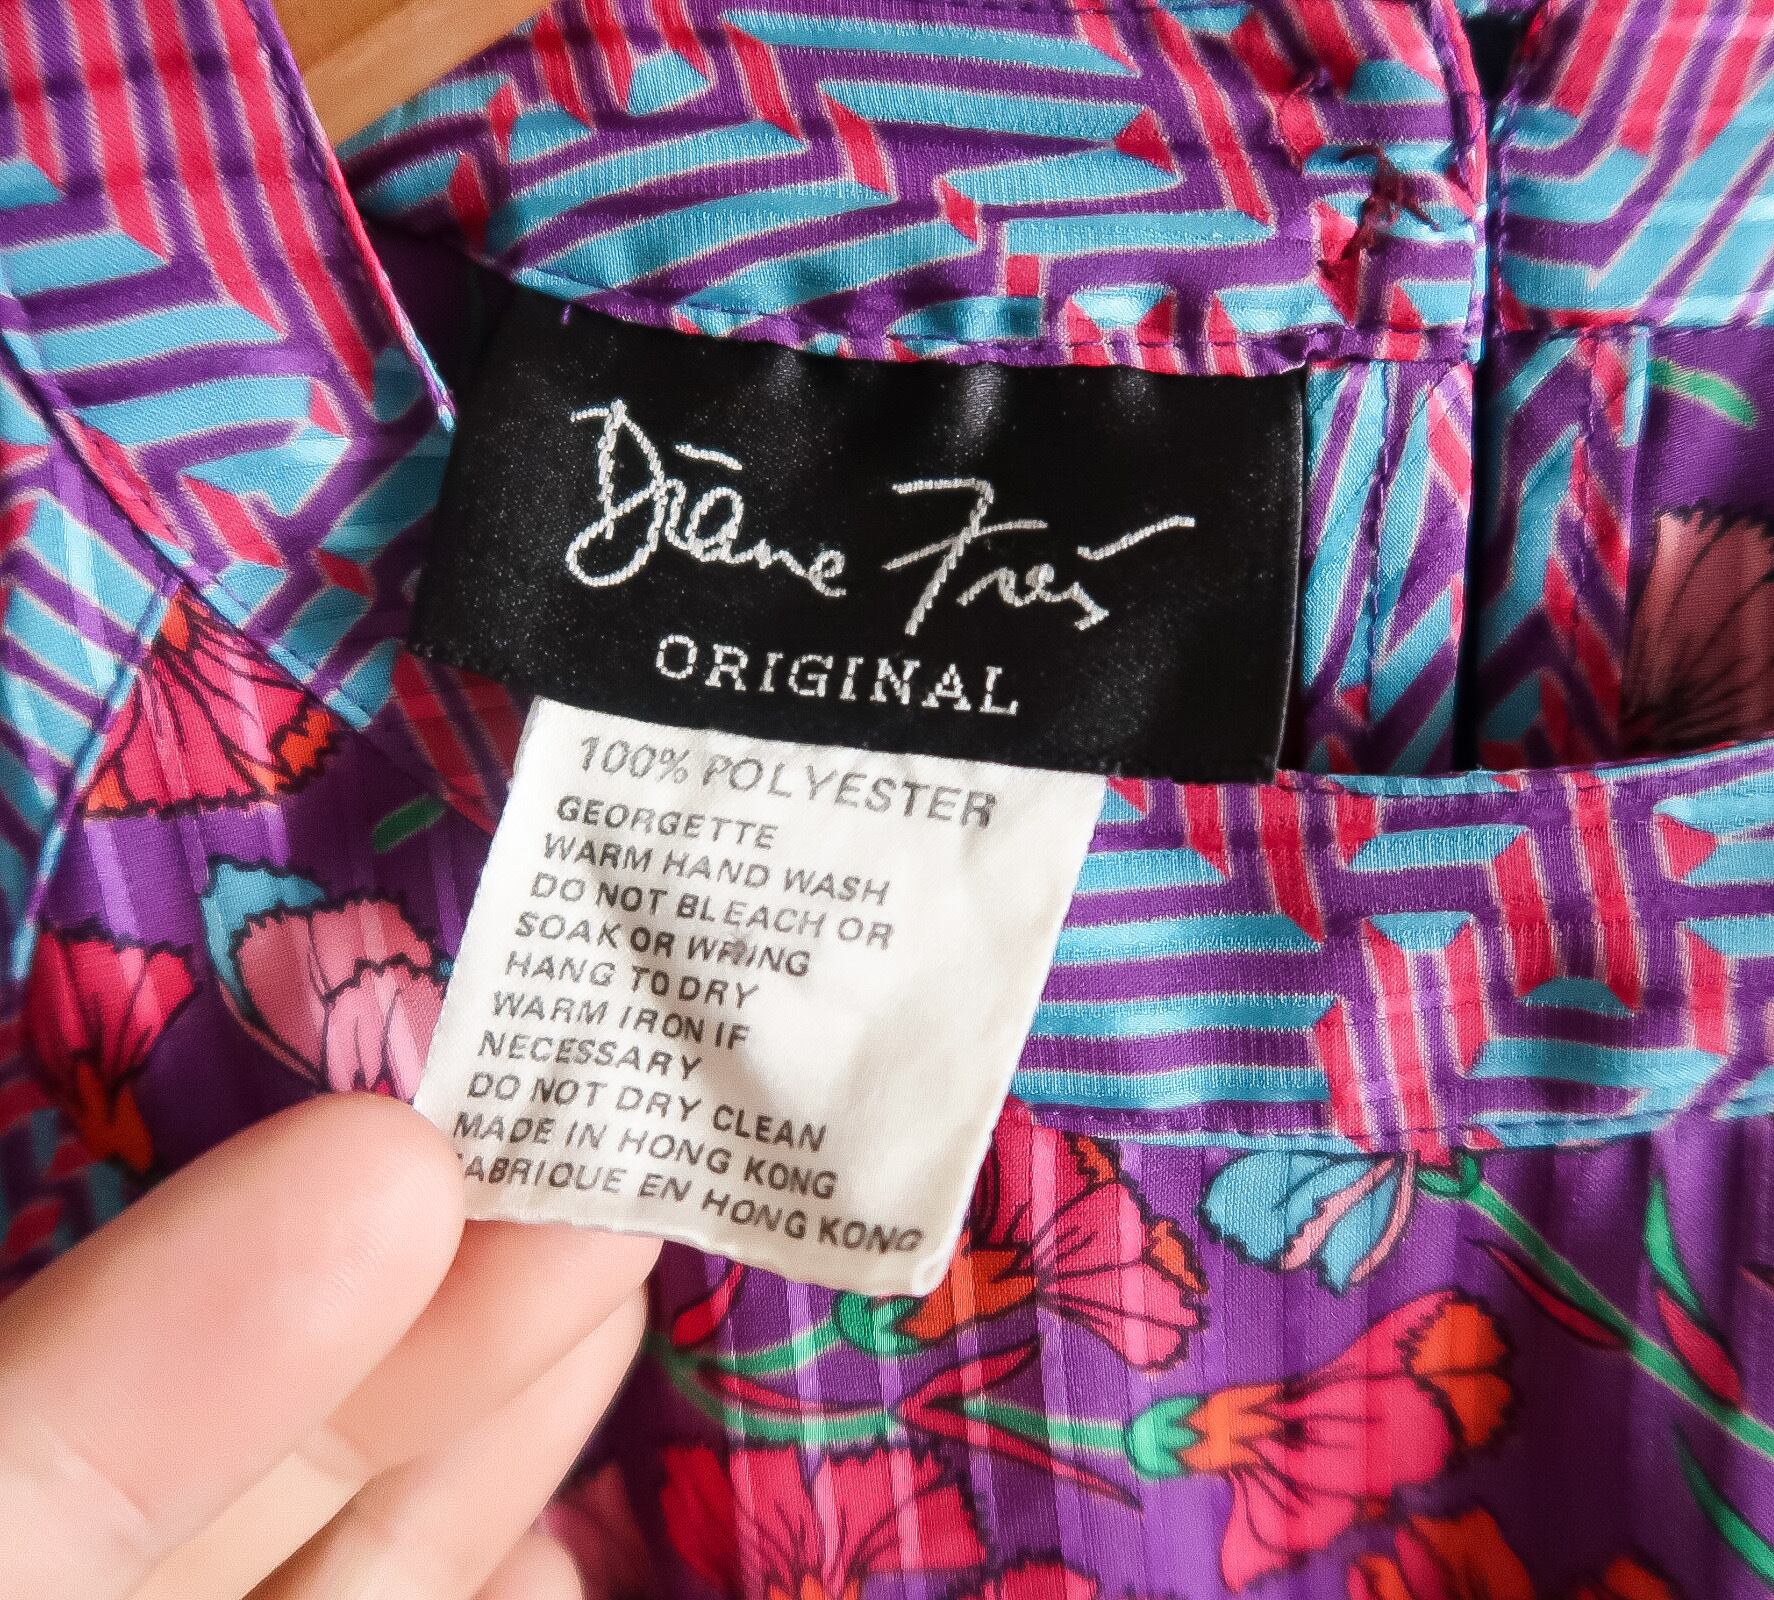 Diane Freis
ORIGINAL
100% POLYESTER
GEORGETTE
WARM HAND WASH
DO NOT BLEACH OR
SOAK OR WRING
HANG TO DRY
WARM IRON IF
NECESSARY
DO NOT DRY CLEAN
MADE IN HONG KONG
FABRIQUE EN HONG KONG